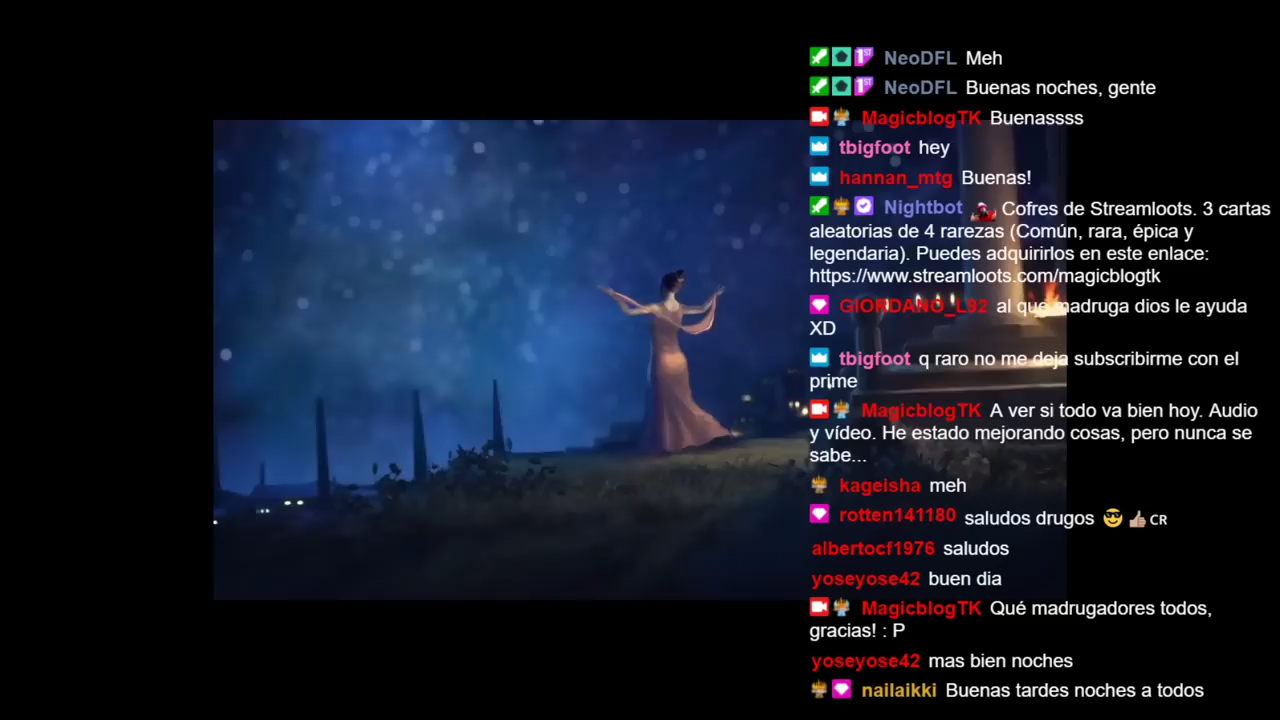 NeoDFL Meh
NeoDFL Buenas noches, gente
MagicblogTK Buenassss
tbigfoot hey
hannan_mtg Buenas!
Nightbot Cofres de Streamloots. 3 cartas
aleatorias de 4 rarezas (Común, rara, épica y
legendaria). Puedes adquirirlos en este enlace:
https://www.streamloots.com/magicblogtk
GIORDANO_L92 al que madruga dios le ayuda
XD
tbigfoot q raro no me deja subscribirme con el
prime
MagicblogTK A ver si todo va bien hoy. Audio
y vídeo. He estado mejorando cosas, pero nunca se
sabe...
kageisha meh
rotten141180 saludos drugos 😎👍🏼 CR
albertocf1976 saludos
yoseyose42 buen dia
MagicblogTK Qué madrugadores todos,
gracias! : P
yoseyose42 mas bien noches
nailaikki Buenas tardes noches a todos